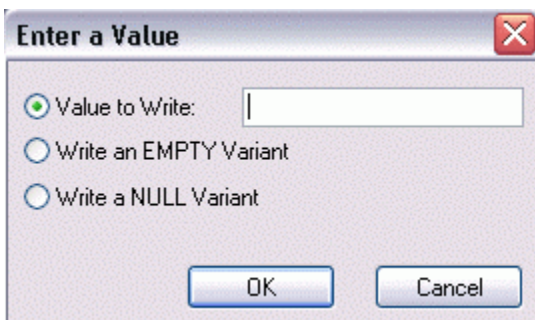 Enter a Value
Value to Write:
Write an EMPTY Variant
Write a NULL Variant
OK Cancel